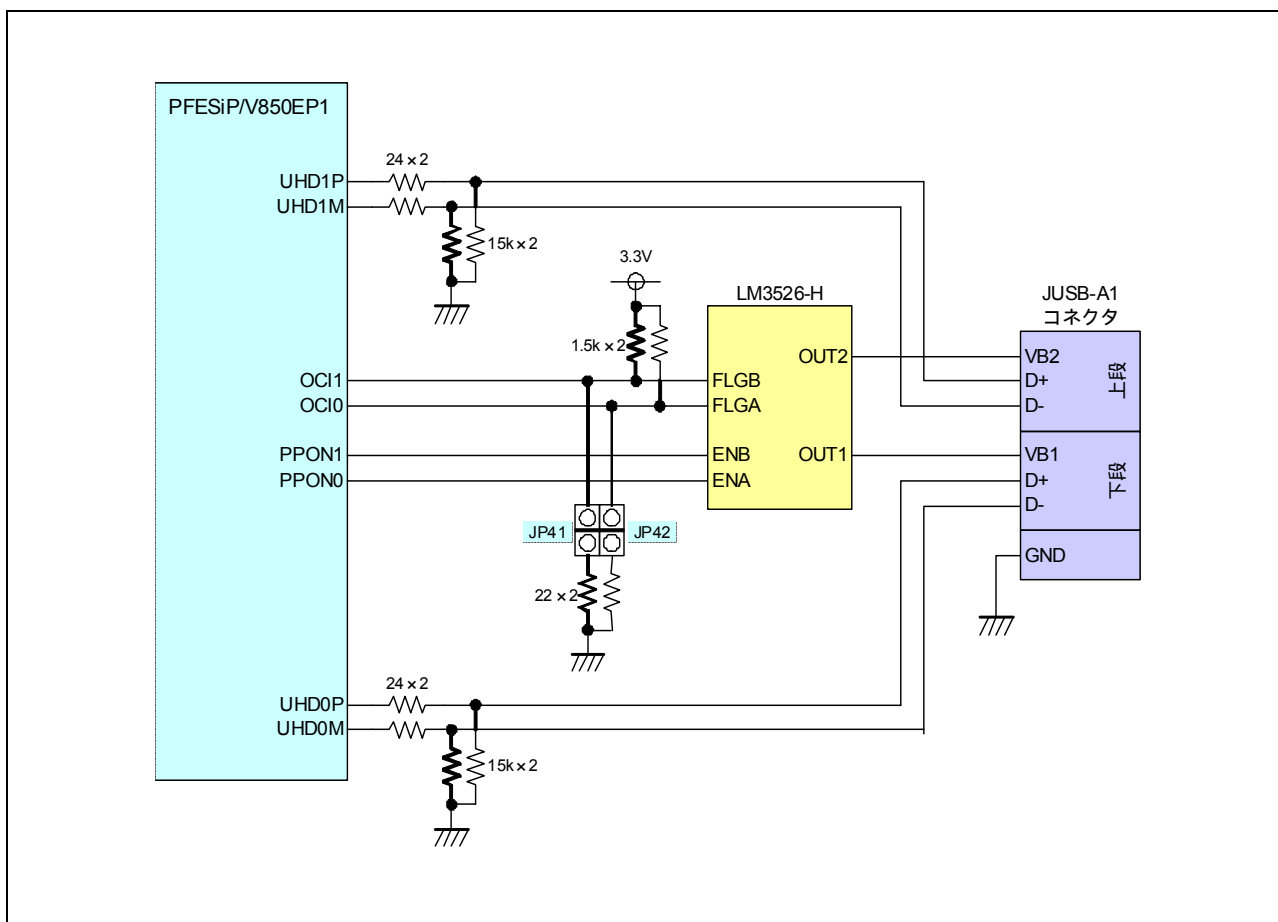 PFESiP/V850EP1
24×2
UHD1P
UHD1M
15k×2
3.3V
LM3526-H
JUSB-A1
コネクタ
1.5k×2
OUT2
VB2
D+
D-
上段
OCI1
FLGB
OCI0
FLGA
PPON1
ENB
OUT1
VB1
PPON0
ENA
D+
D-
下段
JP41
JP42
GND
22×2
24×2
UHD0P
UHD0M
15k×2